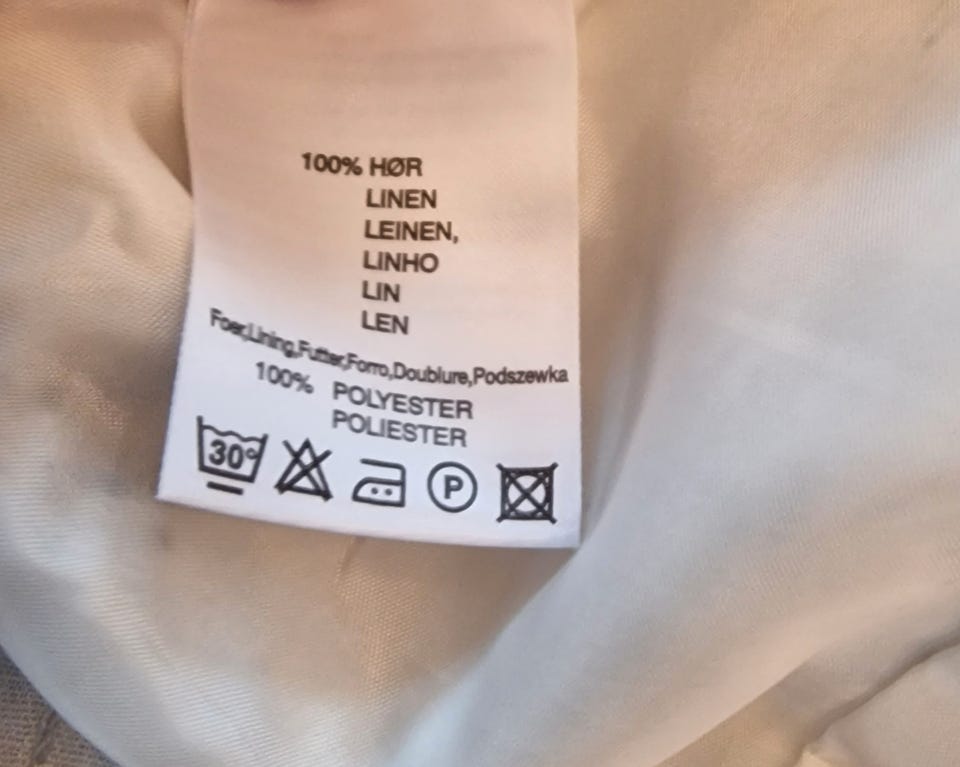 100% HØR
LINEN
LEINEN,
LINHO
LIN
LEN
Foer,Lining,Futter,Forro,Doublure,Podszewka
100% POLYESTER
POLIESTER
30° P